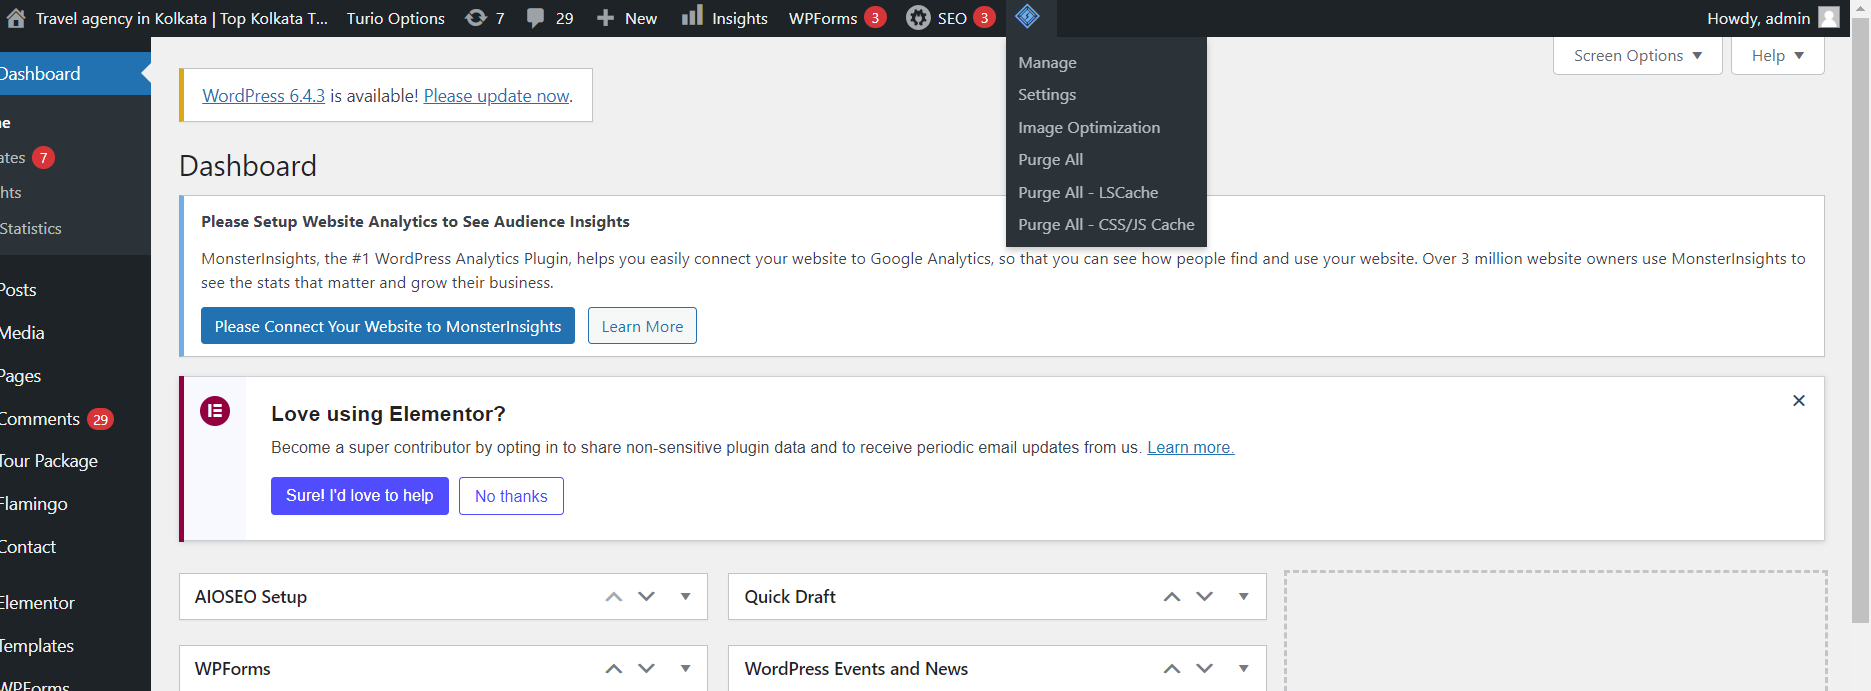 Travel agency in Kolkata | Top Kolkata T... Turio Options 7 29 New Insights WPForms 3 SEO 3 Howdy, admin
Manage
Settings
Image Optimization
Purge All
Purge All - LSCache
Purge All - CSS/JS Cache
Screen Options Help
Dashboard
ates 7
hts
Statistics
Posts
Media
Pages
Comments 29
Tour Package
Flamingo
Contact
Elementor
Templates
WPForms
WordPress 6.4.3 is available! Please update now.
Dashboard
Please Setup Website Analytics to See Audience Insights
MonsterInsights, the #1 WordPress Analytics Plugin, helps you easily connect your website to Google Analytics, so that you can see how people find and use your website. Over 3 million website owners use MonsterInsights to
see the stats that matter and grow their business.
Please Connect Your Website to MonsterInsights Learn More
Love using Elementor?
Become a super contributor by opting in to share non-sensitive plugin data and to receive periodic email updates from us. Learn more.
Sure! I'd love to help No thanks
AIOSEO Setup Quick Draft
WPForms WordPress Events and News